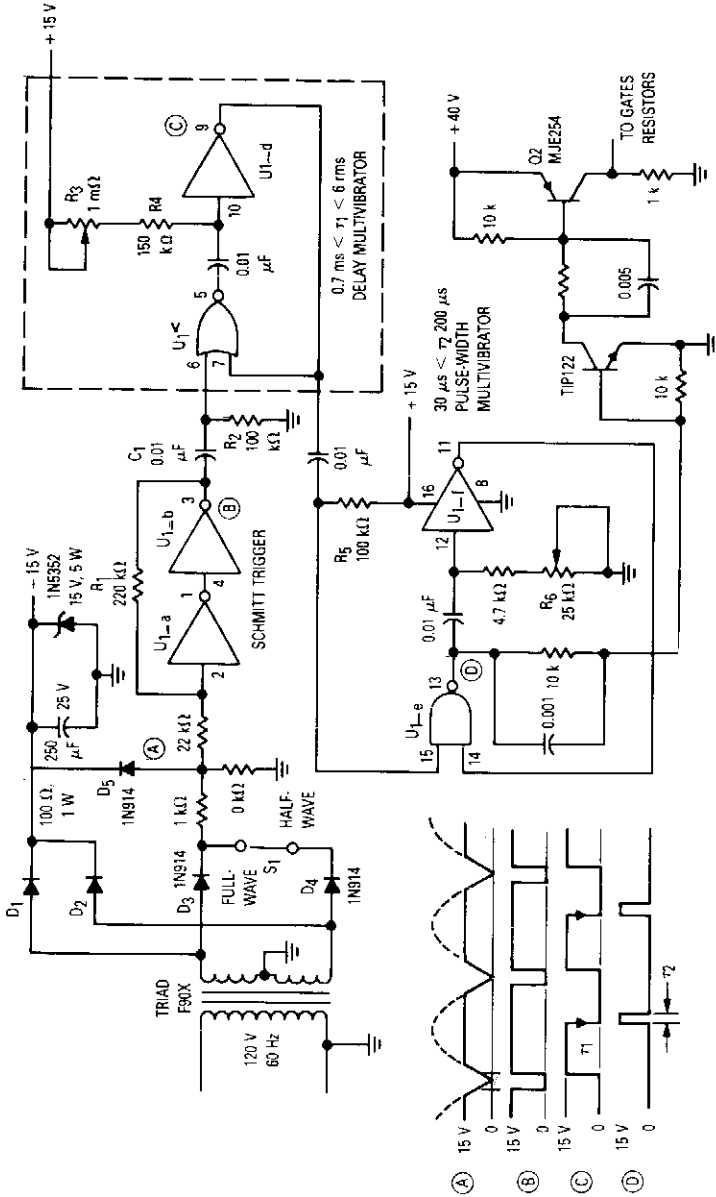 + 15 V
D1
D2
100 Ω,
1 W
250
μF
25 V
1N5352
15 V, 5 W
+ 15 V
R3
1 mΩ
R4
150
kΩ
TRIAD
F90X
120 V
60 Hz
D3
1N914
FULL-
WAVE
S1
HALF-
WAVE
D4
1N914
D5
1N914
A
1 kΩ
0 kΩ
22 kΩ
R1
220 kΩ
2
U1–a
1
4
U1–b
3
B
SCHMITT TRIGGER
C1
0.01
μF
R2
100
kΩ
6
7
U1
5
0.01
μF
10
U1–d
9
C
0.7 ms < τ1 < 6 rms
DELAY MULTIVIBRATOR
0.01
μF
R5
100 kΩ
+ 15 V
30 μs < τ2 200 μs
PULSE-WIDTH
MULTIVIBRATOR
15
14
U1–e
13
D
0.01 μF
12
16
U1–f
8
11
4.7 kΩ
R6
25 kΩ
0.001
10 k
+ 40 V
10 k
Q2
MJE254
TO GATES
RESISTORS
1 k
0.005
TIP122
10 k
A
15 V
0
B
15 V
0
C
15 V
0
τ1
D
15 V
0
τ2